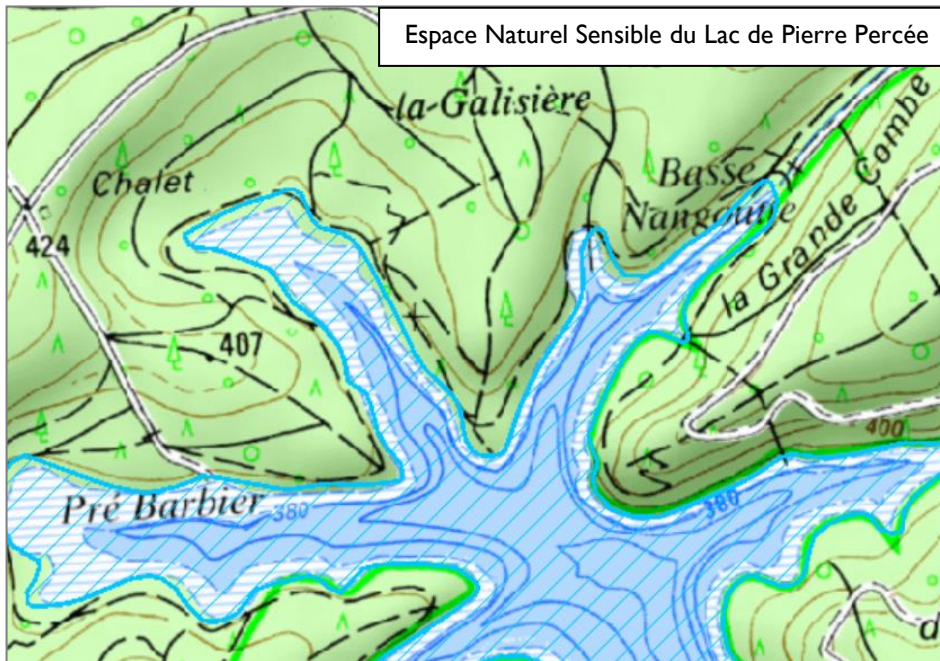 Espace Naturel Sensible du Lac de Pierre Percée
la-Galisière
Chalet
Basse
Nangoutte
la Grande Combe
424
407
400
Pré Barbier
380
380
d